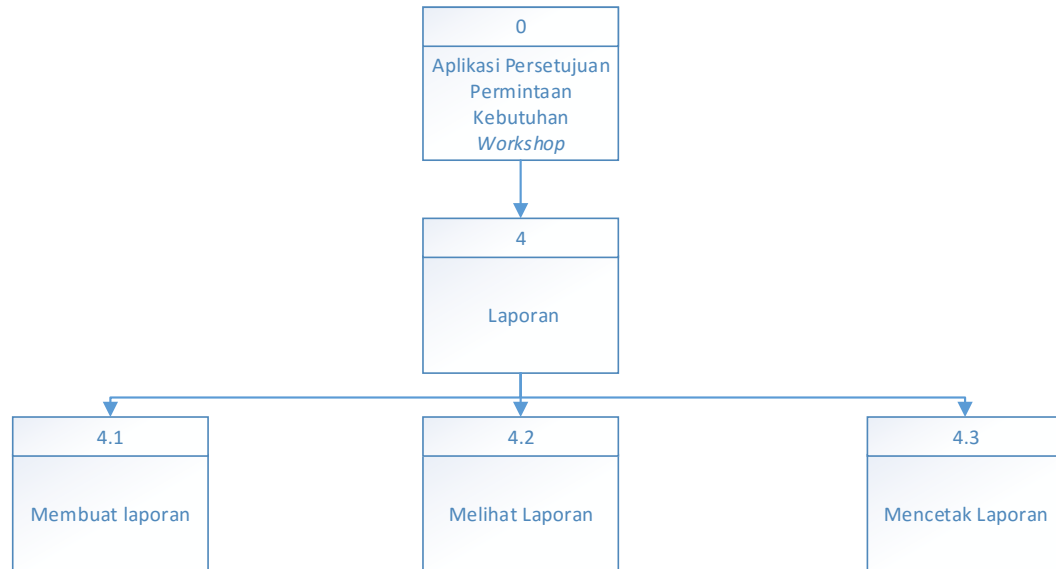 0
Aplikasi Persetujuan
Permintaan
Kebutuhan
Workshop
4
Laporan
4.1
Membuat laporan
4.2
Melihat Laporan
4.3
Mencetak Laporan